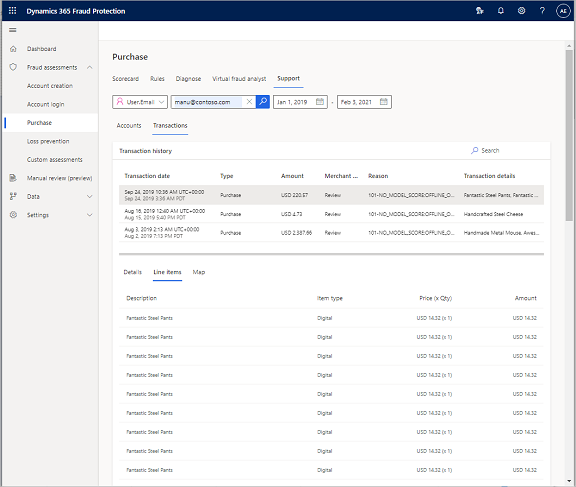 Dynamics 365 Fraud Protection
?
AE
Dashboard
Fraud assessments
Account creation
Account login
Purchase
Loss prevention
Custom assessments
Manual review (preview)
Data
Settings
Purchase
Scorecard Rules Diagnose Virtual fraud analyst Support
User.Email manu@contoso.com Jan 1, 2019 - Feb 3, 2021
Accounts Transactions
Transaction history Search
Transaction date Type Amount Merchant ... Reason Transaction details
Sep 24, 2019 10:36 AM UTC+00:00
Sep 24, 2019 3:36 AM PDT
Purchase USD 220.57 Review 101-NO_MODEL_SCORE:OFFLINE_O... Fantastic Steel Pants, Fantastic ...
Aug 16, 2019 12:40 AM UTC+00:00
Aug 15, 2019 5:40 PM PDT
Purchase USD 4.73 Review 101-NO_MODEL_SCORE:OFFLINE_O... Handcrafted Steel Cheese
Aug 3, 2019 2:13 AM UTC+00:00
Aug 2, 2019 7:13 PM PDT
Purchase USD 2,387.66 Review 101-NO_MODEL_SCORE:OFFLINE_O... Handmade Metal Mouse, Awes...
Details Line items Map
Description Item type Price (x Qty) Amount
Fantastic Steel Pants Digital USD 14.32 (x 1) USD 14.32
Fantastic Steel Pants Digital USD 14.32 (x 1) USD 14.32
Fantastic Steel Pants Digital USD 14.32 (x 1) USD 14.32
Fantastic Steel Pants Digital USD 14.32 (x 1) USD 14.32
Fantastic Steel Pants Digital USD 14.32 (x 1) USD 14.32
Fantastic Steel Pants Digital USD 14.32 (x 1) USD 14.32
Fantastic Steel Pants Digital USD 14.32 (x 1) USD 14.32
Fantastic Steel Pants Digital USD 14.32 (x 1) USD 14.32
Fantastic Steel Pants Digital USD 14.32 (x 1) USD 14.32